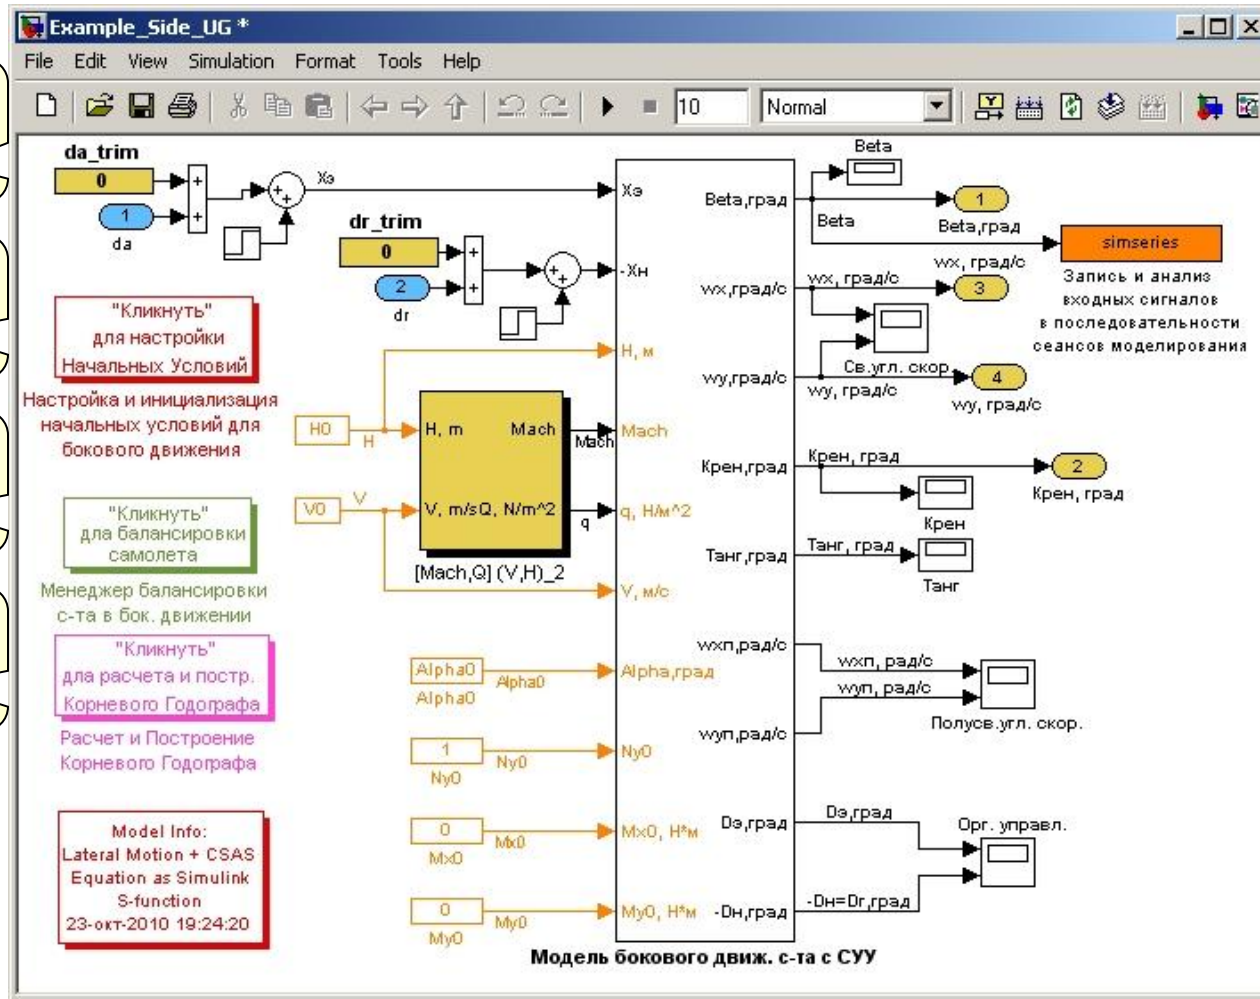 Example_Side_UG *
File Edit View Simulation Format Tools Help
10 Normal
da_trim
0
1
da
+
+
+
+
Xэ
dr_trim
0
2
dr
+
+
+
+
"Кликнуть"
для настройки
Начальных Условий
Настройка и инициализация
начальных условий для
бокового движения
"Кликнуть"
дла балансировки
самолета
Менеджер балансировки
с-та в бок. движении
"Кликнуть"
дла расчета и постр.
Корневого Годографа
Расчет и Построение
Корневого Годографа
Model Info:
Lateral Motion + CSAS
Equation as Simulink
S-function
23-окт-2010 19:24:20
H0
H
V0
V
H, m
Mach
V, m/s
Q, N/m^2
[Mach,Q] (V,H)_2
Mach
q
Alpha0
Alpha0
Alpha0
1
Ny0
Ny0
0
Mx0
Mx0
0
My0
My0
Xэ
-Xн
H, м
Mach
q, Н/м^2
V, м/с
Alpha,град
Ny0
Mx0, Н*м
My0, Н*м
Beta,град
wx,град/с
wy,град/с
Крен,град
Танг,град
wxп,рад/с
wyп,рад/с
Dэ,град
-Dн,град
Модель бокового движ. с-та с СУУ
Beta
Beta
1
Beta,град
simseries
Запись и анализ
входных сигналов
в последовательности
сеансов моделирования
wx, град/с
3
wx, град/с
Св.угл. скор.
wy, град/с
4
wy, град/с
Крен, град
2
Крен, град
Крен
Танг, град
Танг
wxп, рад/с
wyп, рад/с
Полусв.угл. скор.
Dэ,град
Орг. управл.
-Dн=Dr,град